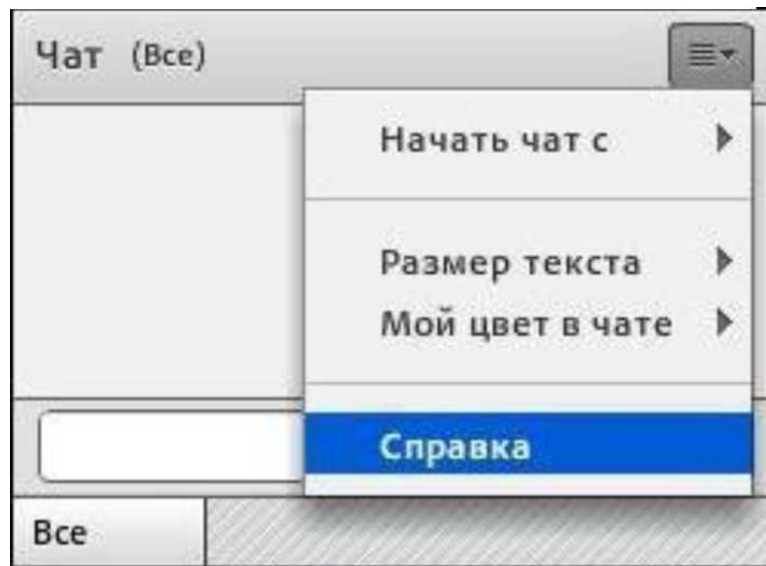 Чат (Все)
Начать чат с
Размер текста
Мой цвет в чате
Справка
Все